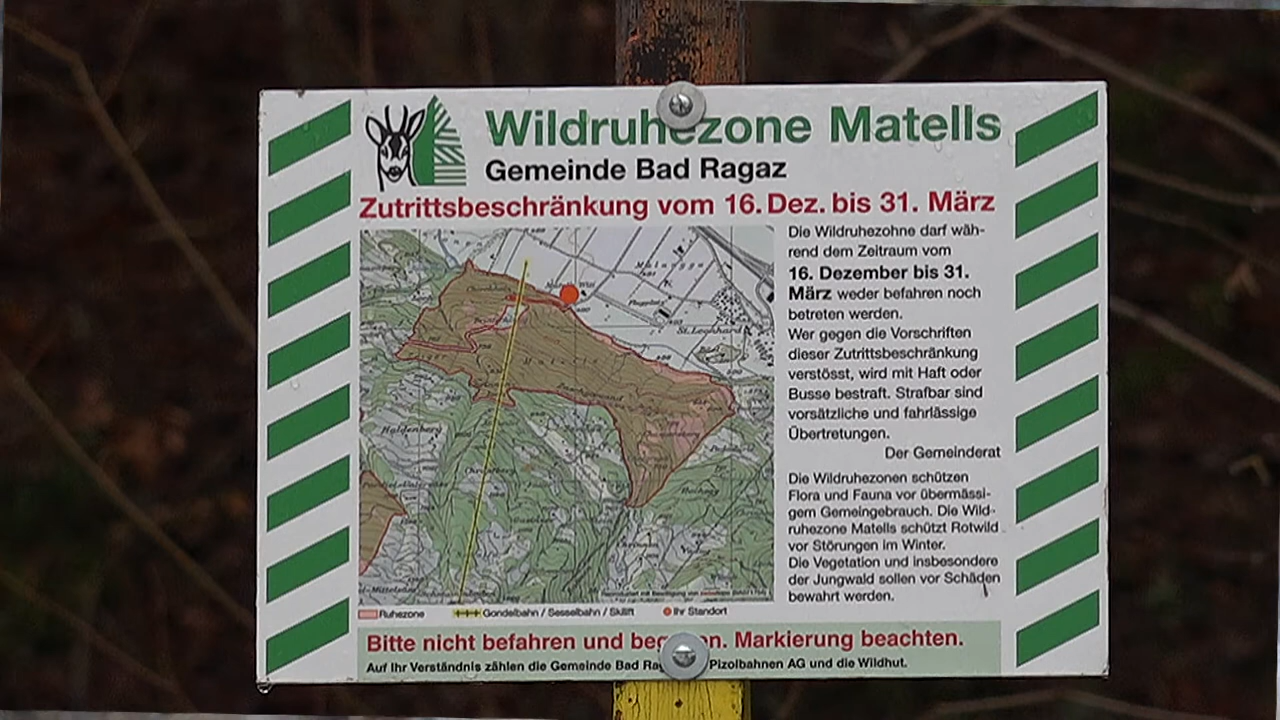 Wildruhezone Matells
Gemeinde Bad Ragaz
Zutrittsbeschränkung vom 16. Dez. bis 31. März
Die Wildruhezohne darf wäh-
rend dem Zeitraum vom
16. Dezember bis 31.
März weder befahren noch
betreten werden.
Wer gegen die Vorschriften
dieser Zutrittsbeschränkung
verstösst, wird mit Haft oder
Busse bestraft. Strafbar sind
vorsätzliche und fahrlässige
Übertretungen.
Der Gemeinderat
Die Wildruhezonen schützen
Flora und Fauna vor übermässi-
gem Gemeingebrauch. Die Wild-
ruhezone Matells schützt Rotwild
vor Störungen im Winter.
Die Vegetation und insbesondere
der Jungwald sollen vor Schäden
bewahrt werden.
St. Leonhard
Haldenberg
Ruhezone
Gondelbahn / Sesselbahn / Skilift
Ihr Standort
Bitte nicht befahren und Markierung beachten.
Auf Ihr Verständnis zählen die Gemeinde Bad Pizolbahnen AG und die Wildhut.